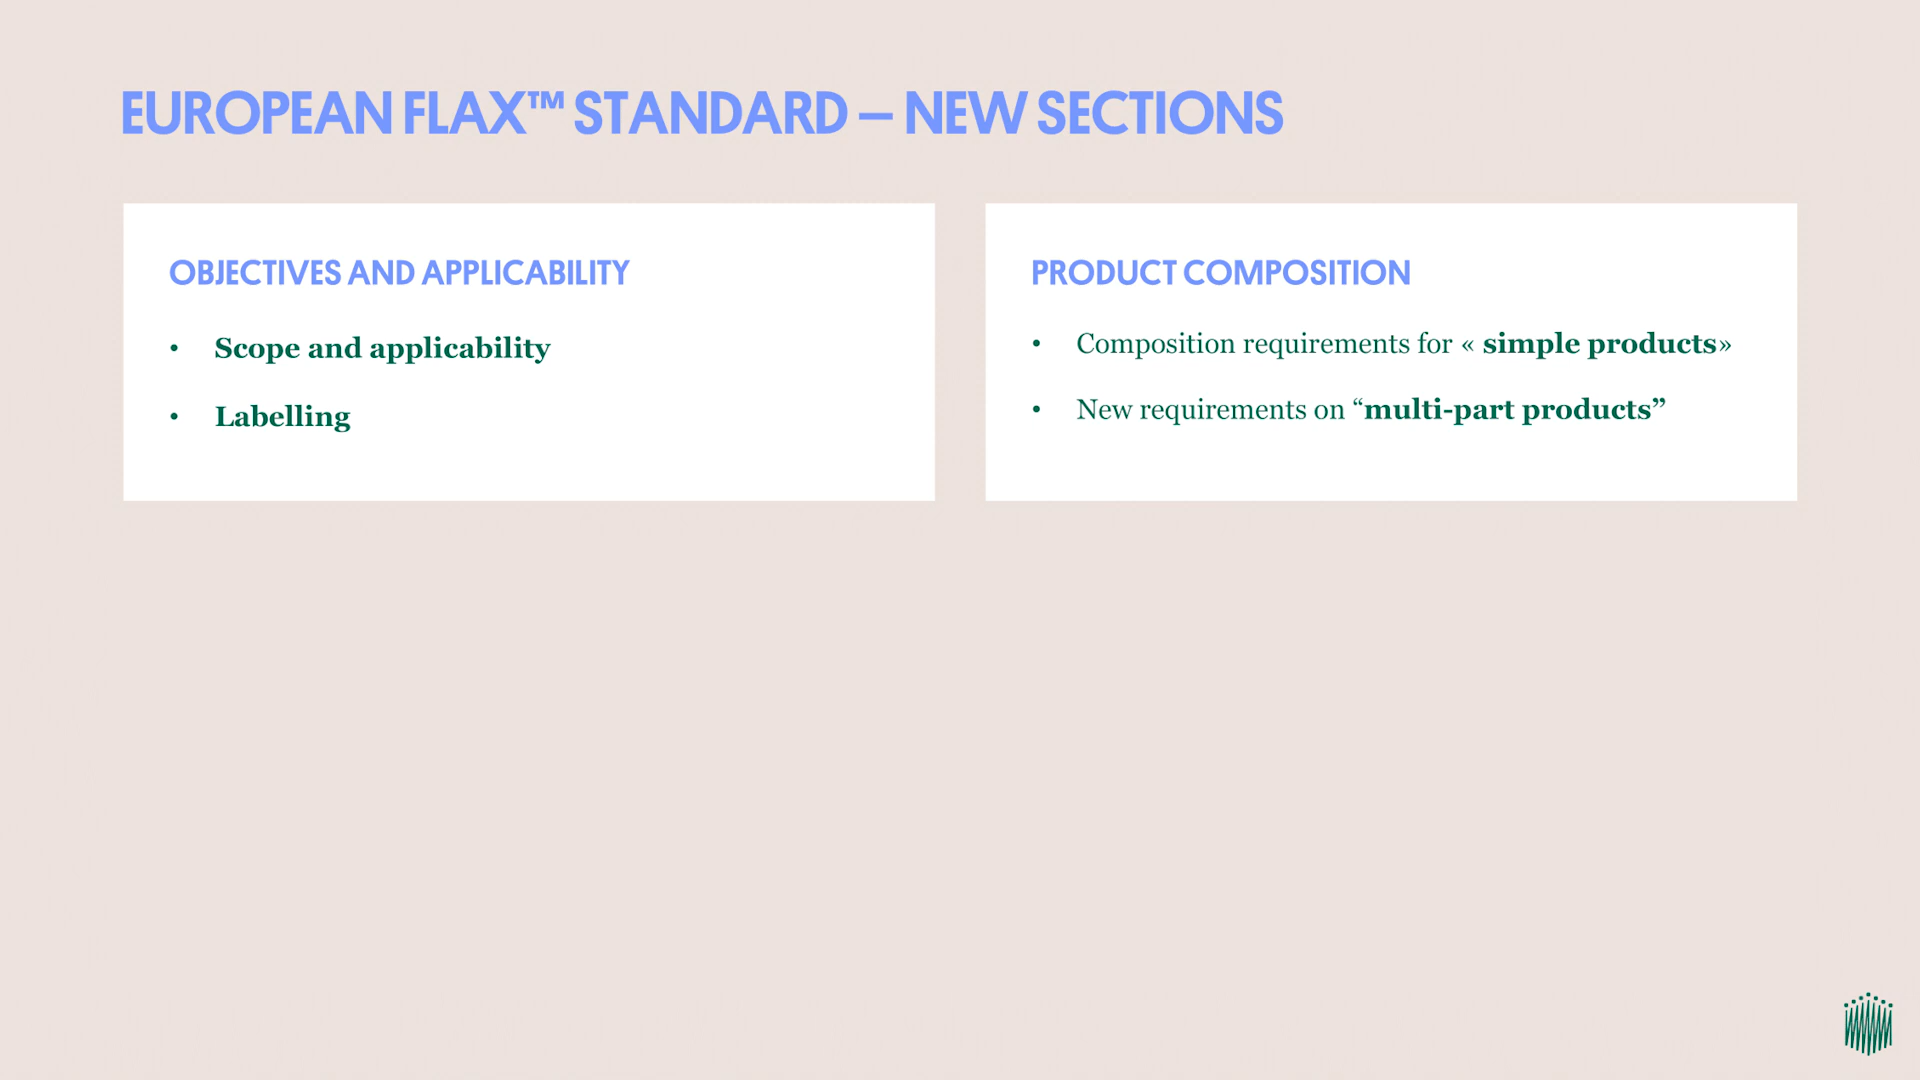 EUROPEAN FLAX™ STANDARD – NEW SECTIONS
OBJECTIVES AND APPLICABILITY
• Scope and applicability
• Labelling
PRODUCT COMPOSITION
• Composition requirements for « simple products»
• New requirements on “multi-part products”